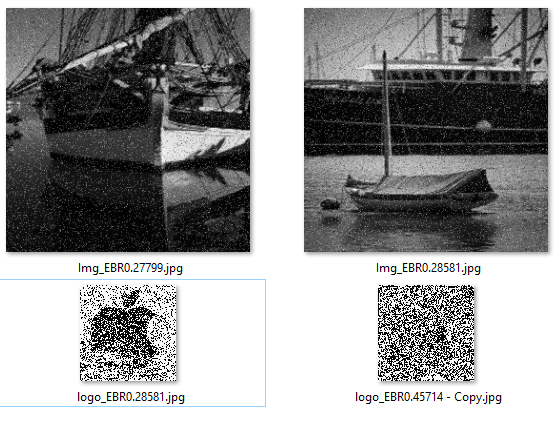 Img_EBR0.27799.jpg
Img_EBR0.28581.jpg
logo_EBR0.28581.jpg
logo_EBR0.45714 - Copy.jpg